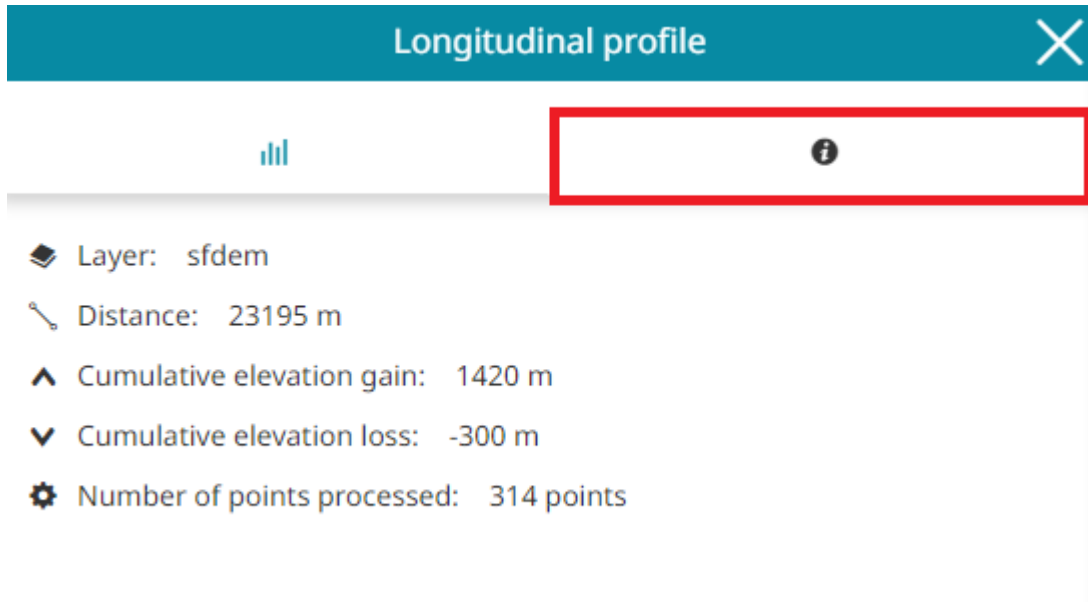 Longitudinal profile
Layer: sfdem
Distance: 23195 m
Cumulative elevation gain: 1420 m
Cumulative elevation loss: -300 m
Number of points processed: 314 points